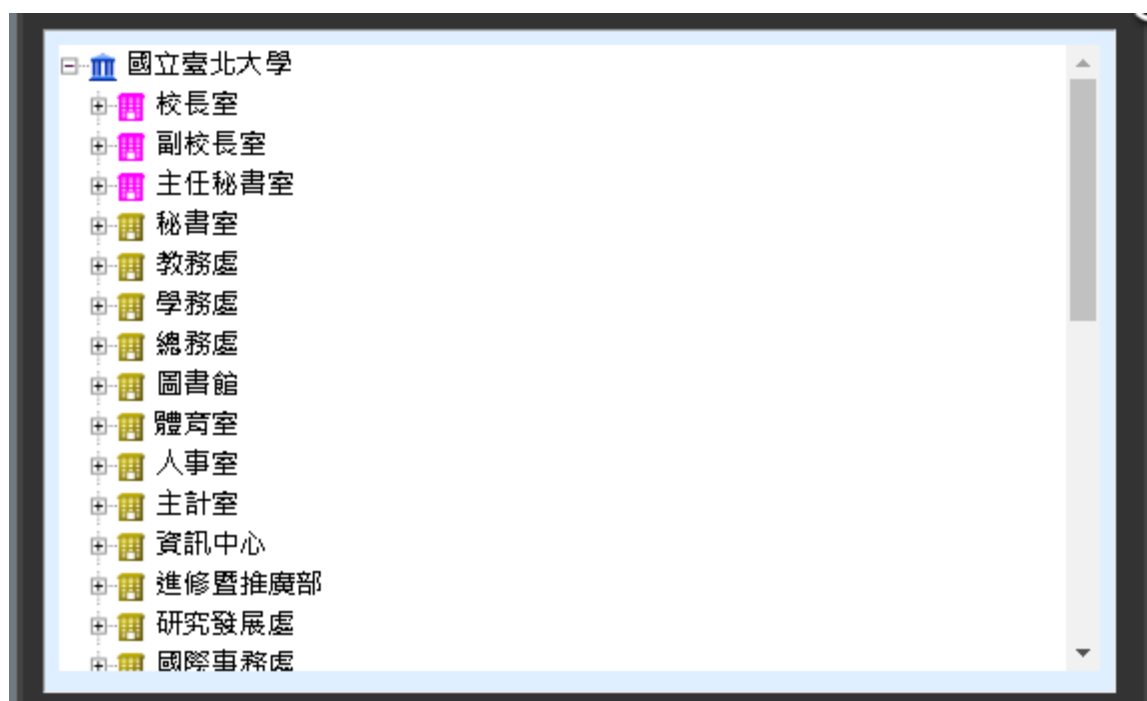 國立臺北大學
校長室
副校長室
主任秘書室
秘書室
教務處
學務處
總務處
圖書館
體育室
人事室
主計室
資訊中心
進修暨推廣部
研究發展處
國際事務處